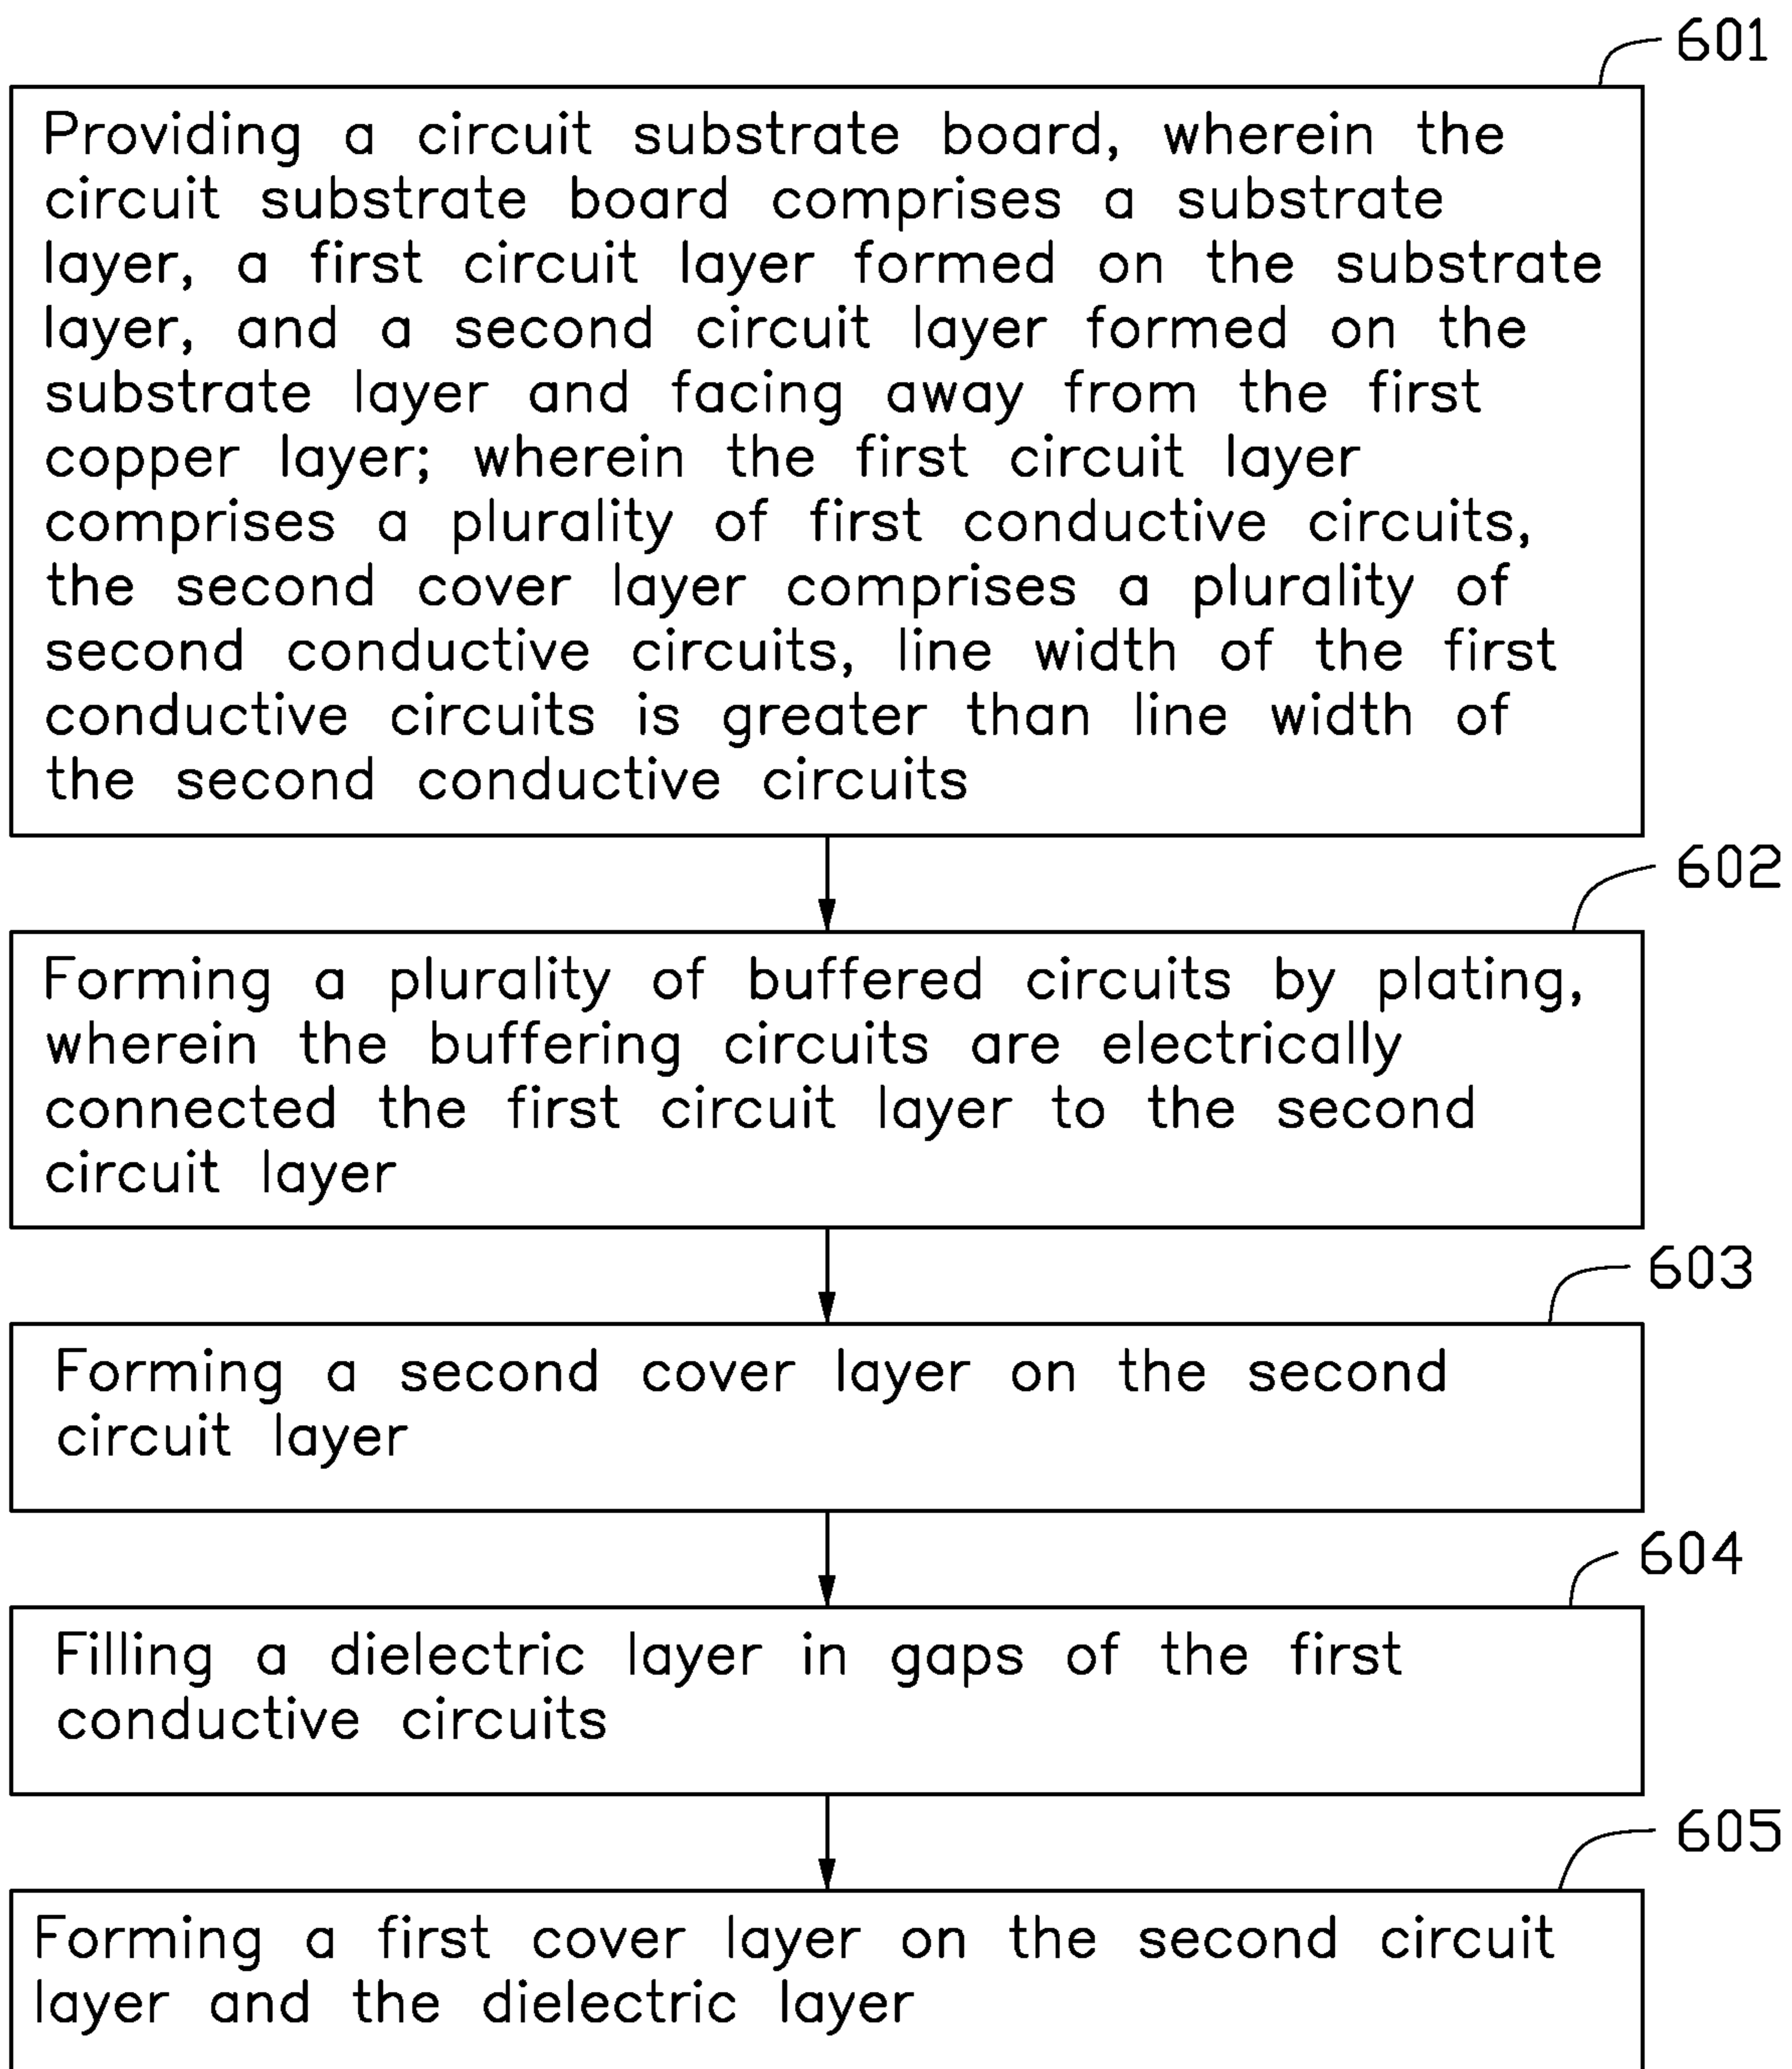 601
Providing a circuit substrate board, wherein the
circuit substrate board comprises a substrate
layer, a first circuit layer formed on the substrate
layer, and a second circuit layer formed on the
substrate layer and facing away from the first
copper layer; wherein the first circuit layer
comprises a plurality of first conductive circuits,
the second cover layer comprises a plurality of
second conductive circuits, line width of the first
conductive circuits is greater than line width of
the second conductive circuits
602
Forming a plurality of buffered circuits by plating,
wherein the buffering circuits are electrically
connected the first circuit layer to the second
circuit layer
603
Forming a second cover layer on the second
circuit layer
604
Filling a dielectric layer in gaps of the first
conductive circuits
605
Forming a first cover layer on the second circuit
layer and the dielectric layer